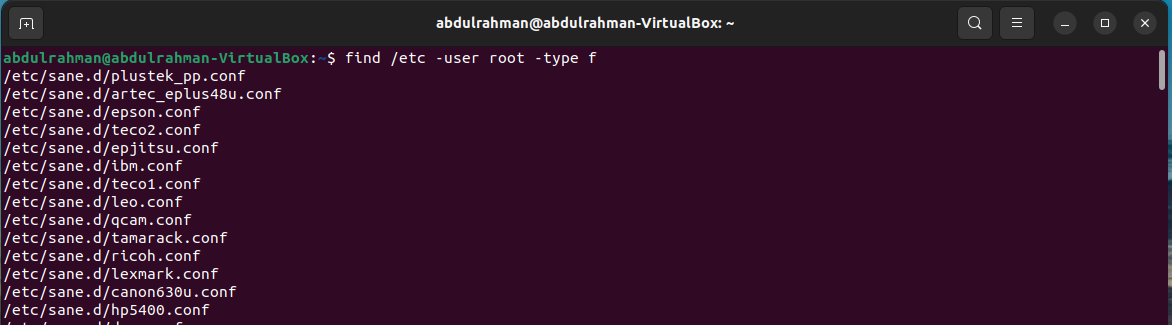 abdulrahman@abdulrahman-VirtualBox: ~
abdulrahman@abdulrahman-VirtualBox:~$ find /etc -user root -type f
/etc/sane.d/plustek_pp.conf
/etc/sane.d/artec_eplus48u.conf
/etc/sane.d/epson.conf
/etc/sane.d/teco2.conf
/etc/sane.d/epjitsu.conf
/etc/sane.d/ibm.conf
/etc/sane.d/teco1.conf
/etc/sane.d/leo.conf
/etc/sane.d/qcam.conf
/etc/sane.d/tamarack.conf
/etc/sane.d/ricoh.conf
/etc/sane.d/lexmark.conf
/etc/sane.d/canon630u.conf
/etc/sane.d/hp5400.conf